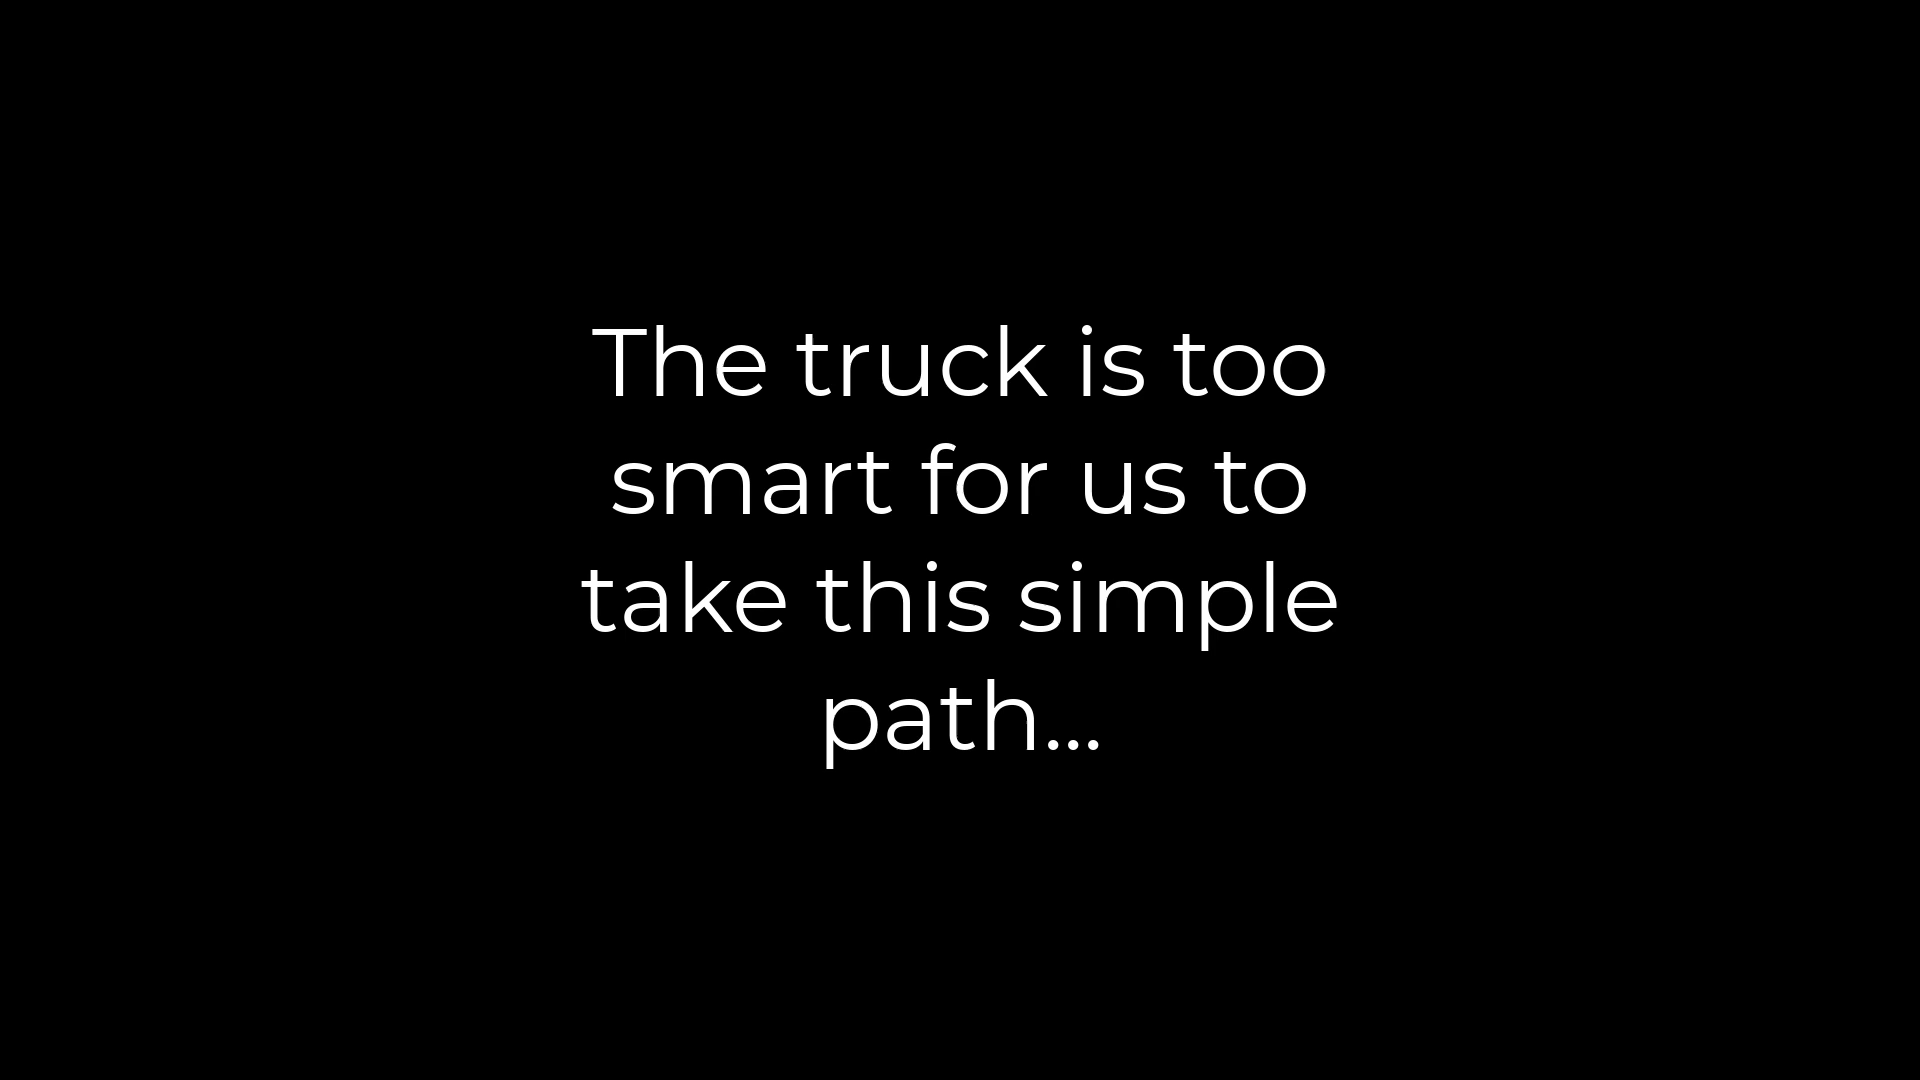 The truck is too
smart for us to
take this simple
path...